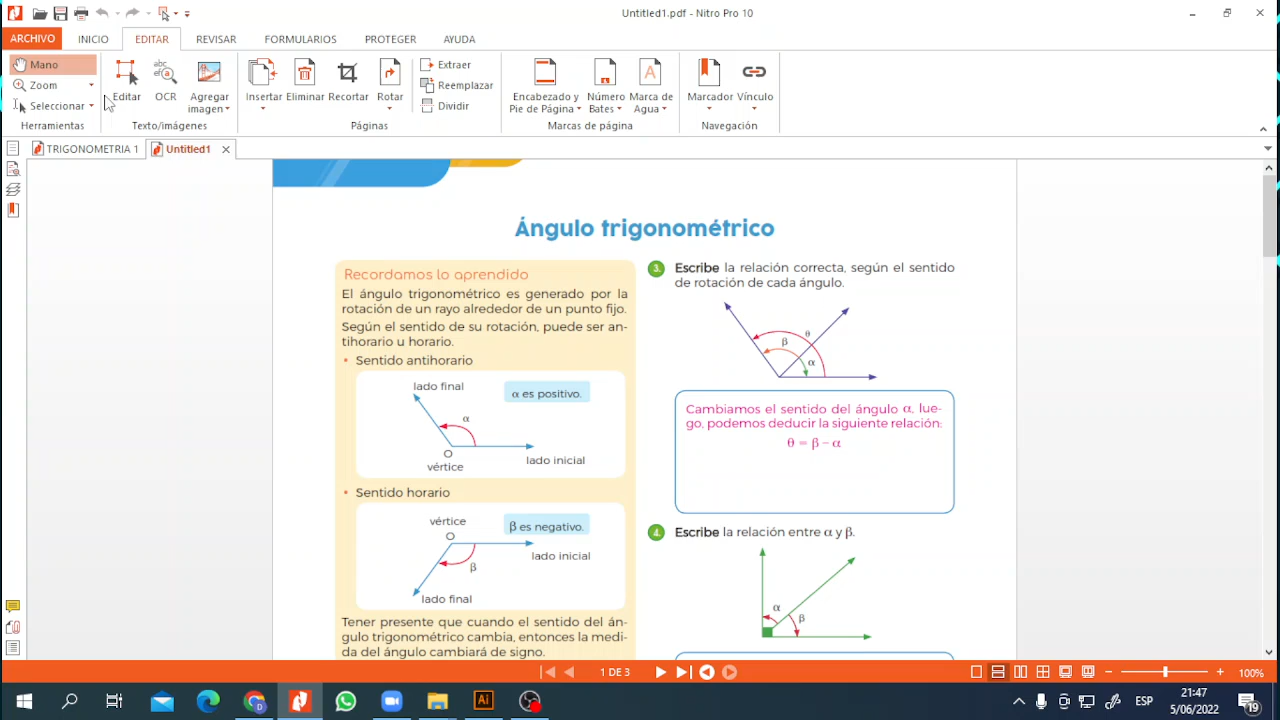 Untitled1.pdf - Nitro Pro 10
ARCHIVO INICIO EDITAR REVISAR FORMULARIOS PROTEGER AYUDA
Mano
Zoom
Seleccionar
Herramientas
Editar
OCR
Agregar imagen
Texto/imágenes
Insertar
Eliminar
Recortar
Rotar
Extraer
Reemplazar
Dividir
Páginas
Encabezado y Pie de Página
Número Bates
Marca de Agua
Marcas de página
Marcador
Vínculo
Navegación
TRIGONOMETRIA 1
Untitled1
Ángulo trigonométrico
Recordamos lo aprendido
El ángulo trigonométrico es generado por la
rotación de un rayo alrededor de un punto fijo.
Según el sentido de su rotación, puede ser an-
tihorario u horario.
• Sentido antihorario
lado final
α es positivo.
α
O
vértice
lado inicial
• Sentido horario
vértice
β es negativo.
O
lado inicial
β
lado final
Tener presente que cuando el sentido del án-
gulo trigonométrico cambia, entonces la medi-
da del ángulo cambiará de signo.
3. Escribe la relación correcta, según el sentido
de rotación de cada ángulo.
θ
β
α
Cambiamos el sentido del ángulo α, lue-
go, podemos deducir la siguiente relación:
θ = β – α
4. Escribe la relación entre α y β.
α
β
1 DE 3
100%
Ai
ESP
21:47
5/06/2022
19